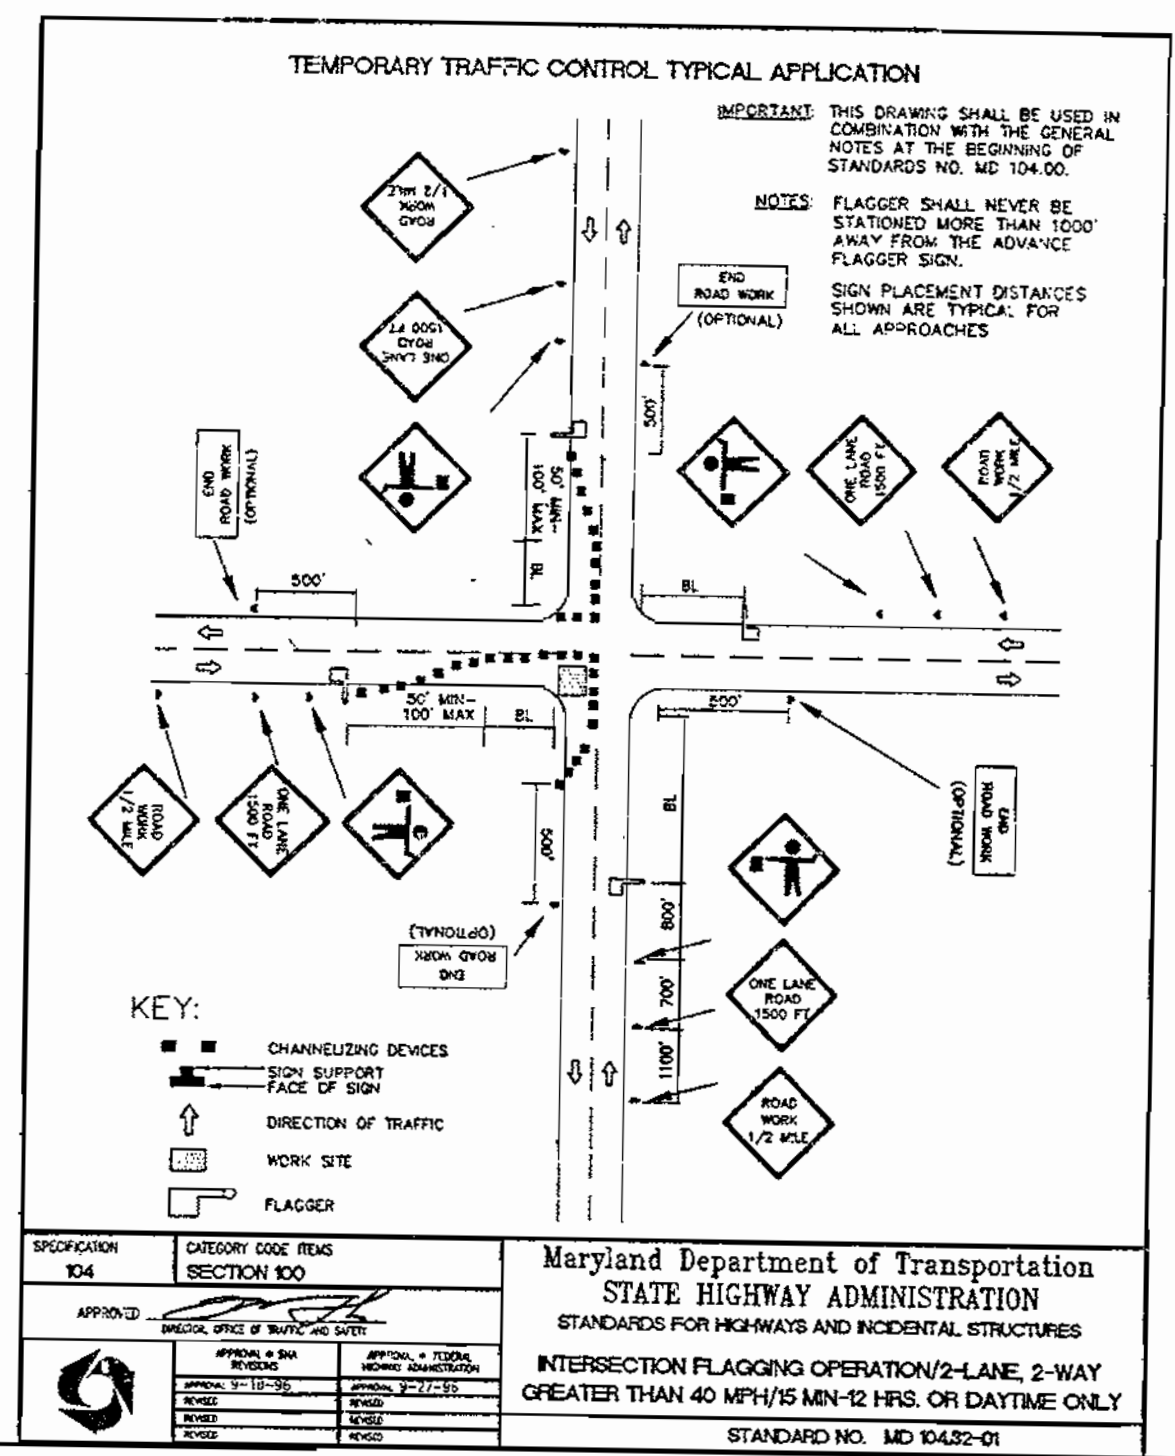 TEMPORARY TRAFFIC CONTROL TYPICAL APPLICATION
IMPORTANT: THIS DRAWING SHALL BE USED IN
COMBINATION WITH THE GENERAL
NOTES AT THE BEGINNING OF
STANDARDS NO. MD 104.00.
NOTES: FLAGGER SHALL NEVER BE
STATIONED MORE THAN 1000'
AWAY FROM THE ADVANCE
FLAGGER SIGN.
SIGN PLACEMENT DISTANCES
SHOWN ARE TYPICAL FOR
ALL APPROACHES
ROAD
WORK
1/2 MILE
ONE LANE
ROAD
1500 FT
END
ROAD WORK
(OPTIONAL)
500'
50' MIN-
100' MAX
BL
END
ROAD WORK
(OPTIONAL)
500'
ONE LANE
ROAD
1500 FT
ROAD
WORK
1/2 MILE
BL
50' MIN-
100' MAX
BL
500'
ROAD
WORK
1/2 MILE
ONE LANE
ROAD
1500 FT
500'
END
ROAD WORK
(OPTIONAL)
BL
END
ROAD WORK
(OPTIONAL)
800'
700'
1100'
ONE LANE
ROAD
1500 FT
ROAD
WORK
1/2 MILE
KEY:
CHANNELIZING DEVICES
SIGN SUPPORT
FACE OF SIGN
DIRECTION OF TRAFFIC
WORK SITE
FLAGGER
SPECIFICATION
104
CATEGORY CODE ITEMS
SECTION 100
APPROVED
DIRECTOR, OFFICE OF TRAFFIC AND SAFETY
APPROVAL • SHA
REVISIONS
APPROVAL • FEDERAL
HIGHWAY ADMINISTRATION
APPROVAL 9-18-96
APPROVAL 9-27-96
REVISED
REVISED
REVISED
REVISED
REVISED
REVISED
Maryland Department of Transportation
STATE HIGHWAY ADMINISTRATION
STANDARDS FOR HIGHWAYS AND INCIDENTAL STRUCTURES
INTERSECTION FLAGGING OPERATION/2-LANE, 2-WAY
GREATER THAN 40 MPH/15 MIN-12 HRS. OR DAYTIME ONLY
STANDARD NO. MD 104.32-01